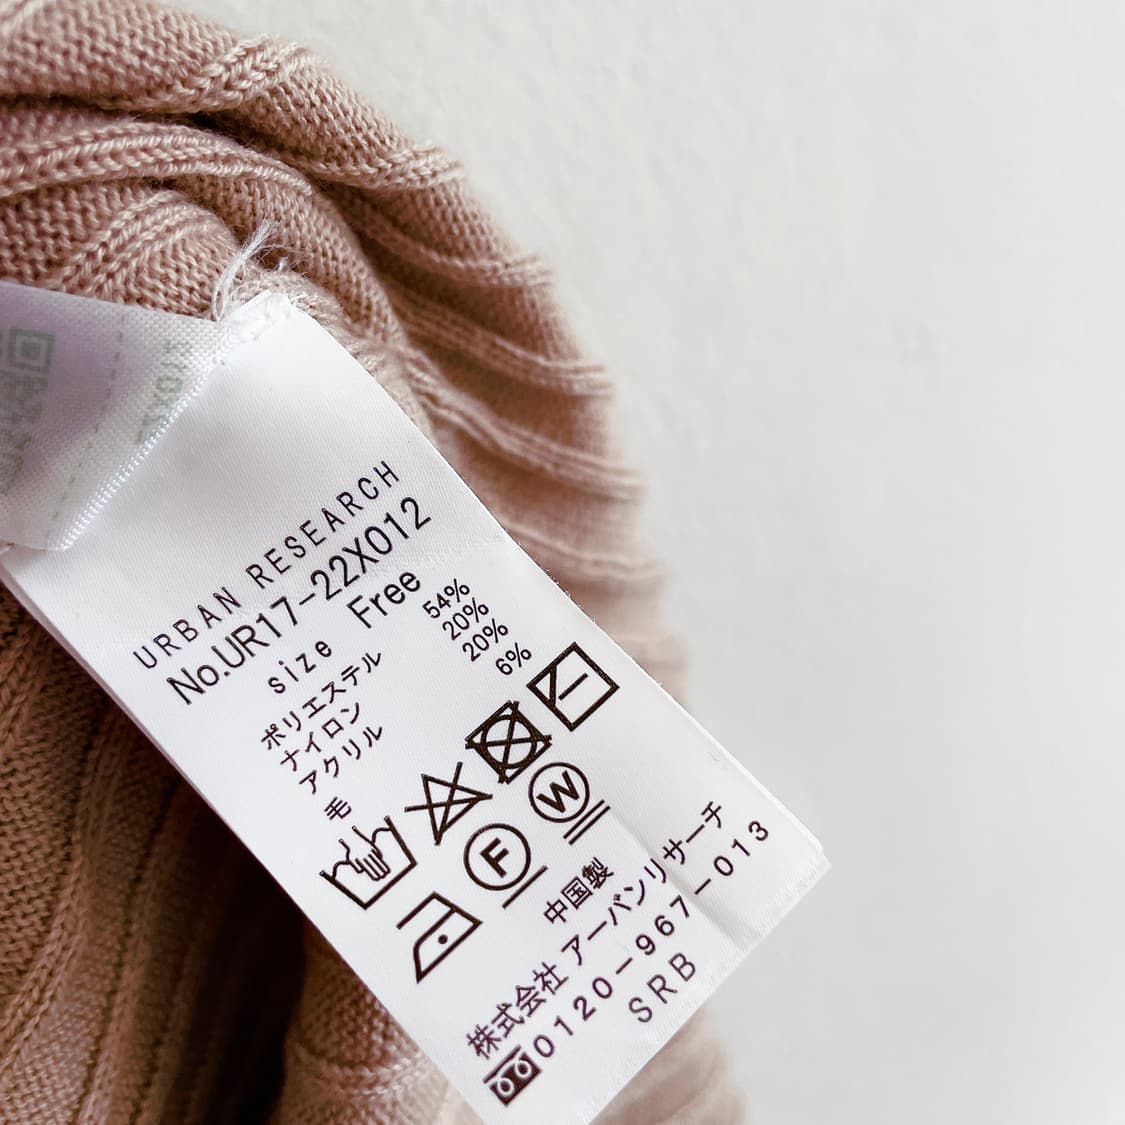 URBAN RESEARCH
No.UR17-22X012
size Free
ポリエステル 54%
ナイロン 20%
アクリル 20%
毛 6%
F W
中国製
株式会社 アーバンリサーチ
0120-967-013
SRB